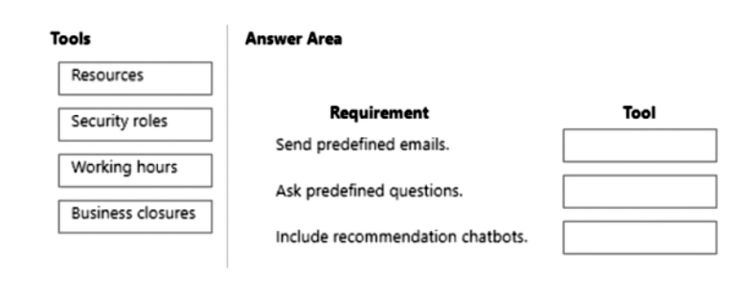 Tools
Resources
Security roles
Working hours
Business closures
Answer Area
Requirement Tool
Send predefined emails.
Ask predefined questions.
Include recommendation chatbots.